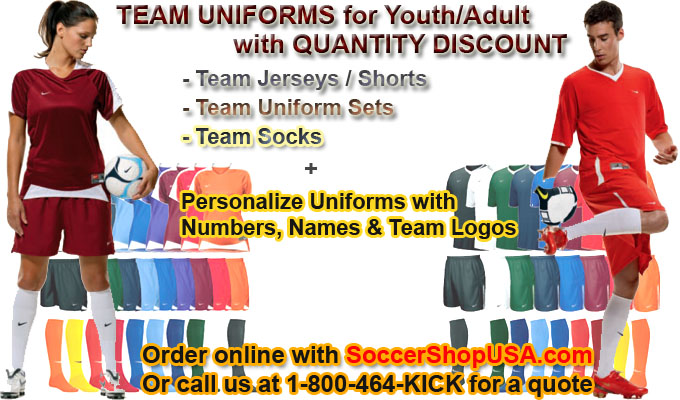 TEAM UNIFORMS for Youth/Adult
with QUANTITY DISCOUNT
- Team Jerseys / Shorts
- Team Uniform Sets
- Team Socks
+
Personalize Uniforms with
Numbers, Names & Team Logos
Order online with SoccerShopUSA.com
Or call us at 1-800-464-KICK for a quote